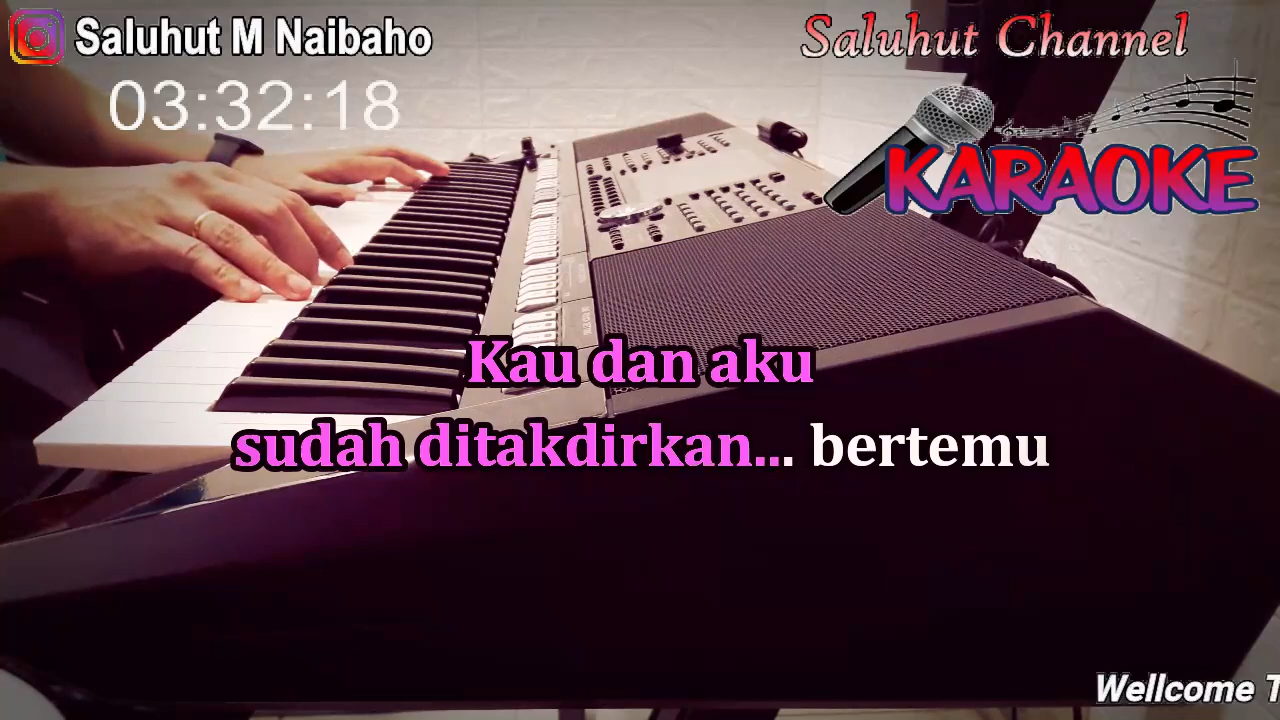 Saluhut M Naibaho
Saluhut Channel
03:32:18
KARAOKE
Kau dan aku
sudah ditakdirkan... bertemu
Wellcome T